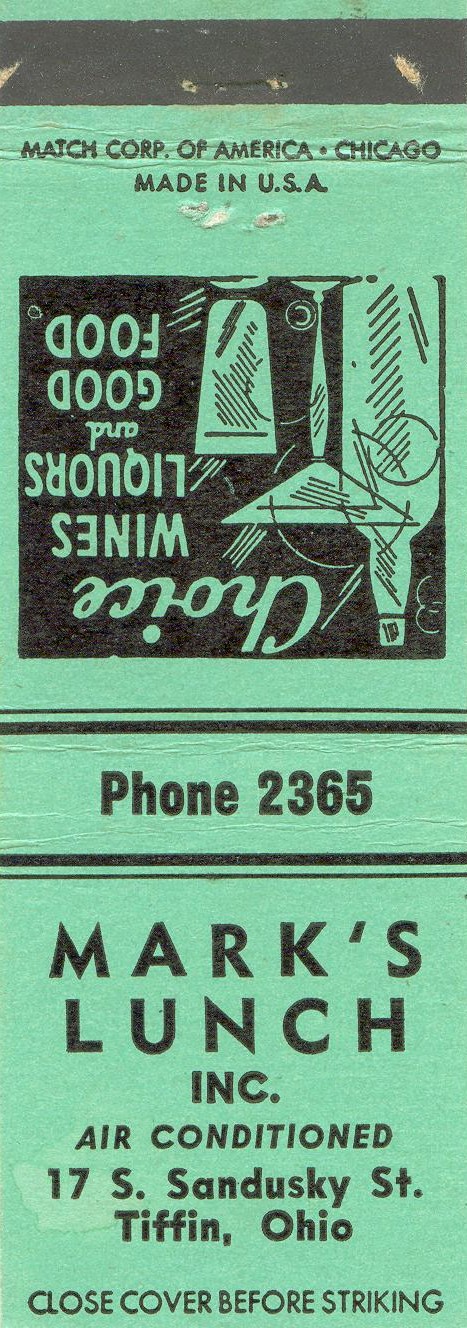 MATCH CORP. OF AMERICA • CHICAGO
MADE IN U.S.A.
Choice
WINES
LIQUORS
and
GOOD
FOOD
Phone 2365
MARK'S
LUNCH
INC.
AIR CONDITIONED
17 S. Sandusky St.
Tiffin, Ohio
CLOSE COVER BEFORE STRIKING